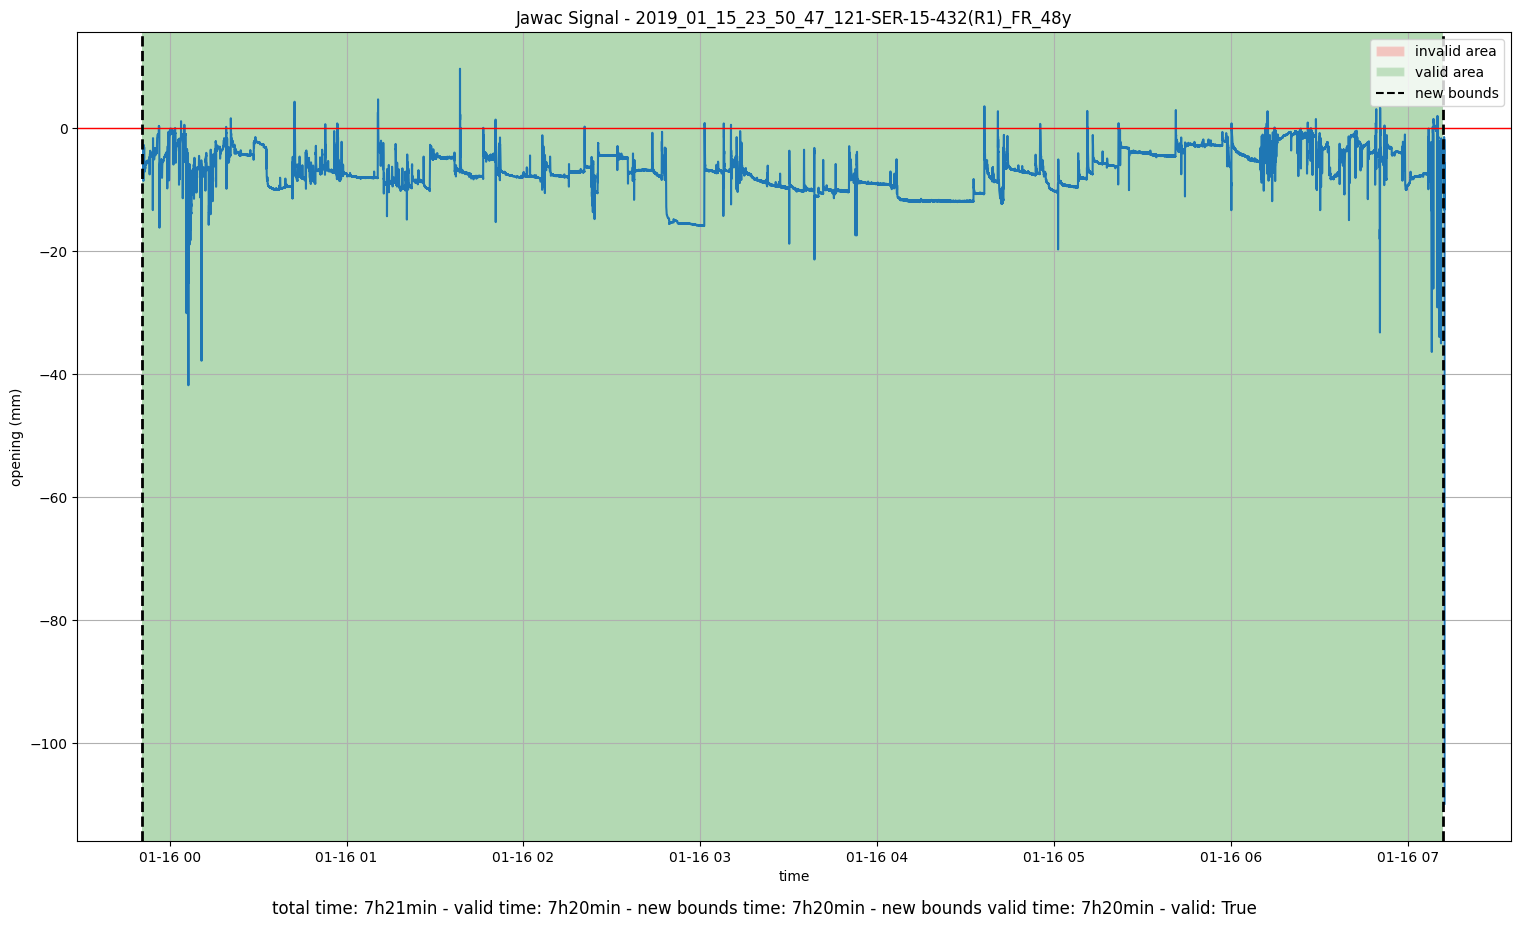 Jawac Signal - 2019_01_15_23_50_47_121-SER-15-432(R1)_FR_48y
invalid area
valid area
new bounds
0
−20
−40
−60
−80
−100
opening (mm)
01-16 00
01-16 01
01-16 02
01-16 03
01-16 04
01-16 05
01-16 06
01-16 07
time
total time: 7h21min - valid time: 7h20min - new bounds time: 7h20min - new bounds valid time: 7h20min - valid: True